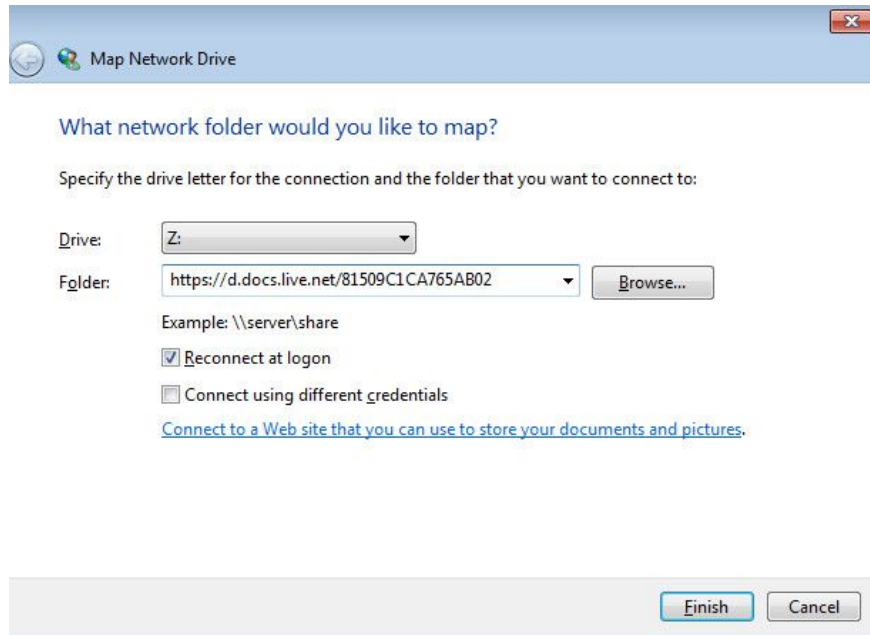 Map Network Drive
What network folder would you like to map?
Specify the drive letter for the connection and the folder that you want to connect to:
Drive: Z:
Folder: https://d.docs.live.net/81509C1CA765AB02 Browse...
Example: \\server\share
Reconnect at logon
Connect using different credentials
Connect to a Web site that you can use to store your documents and pictures.
Finish Cancel